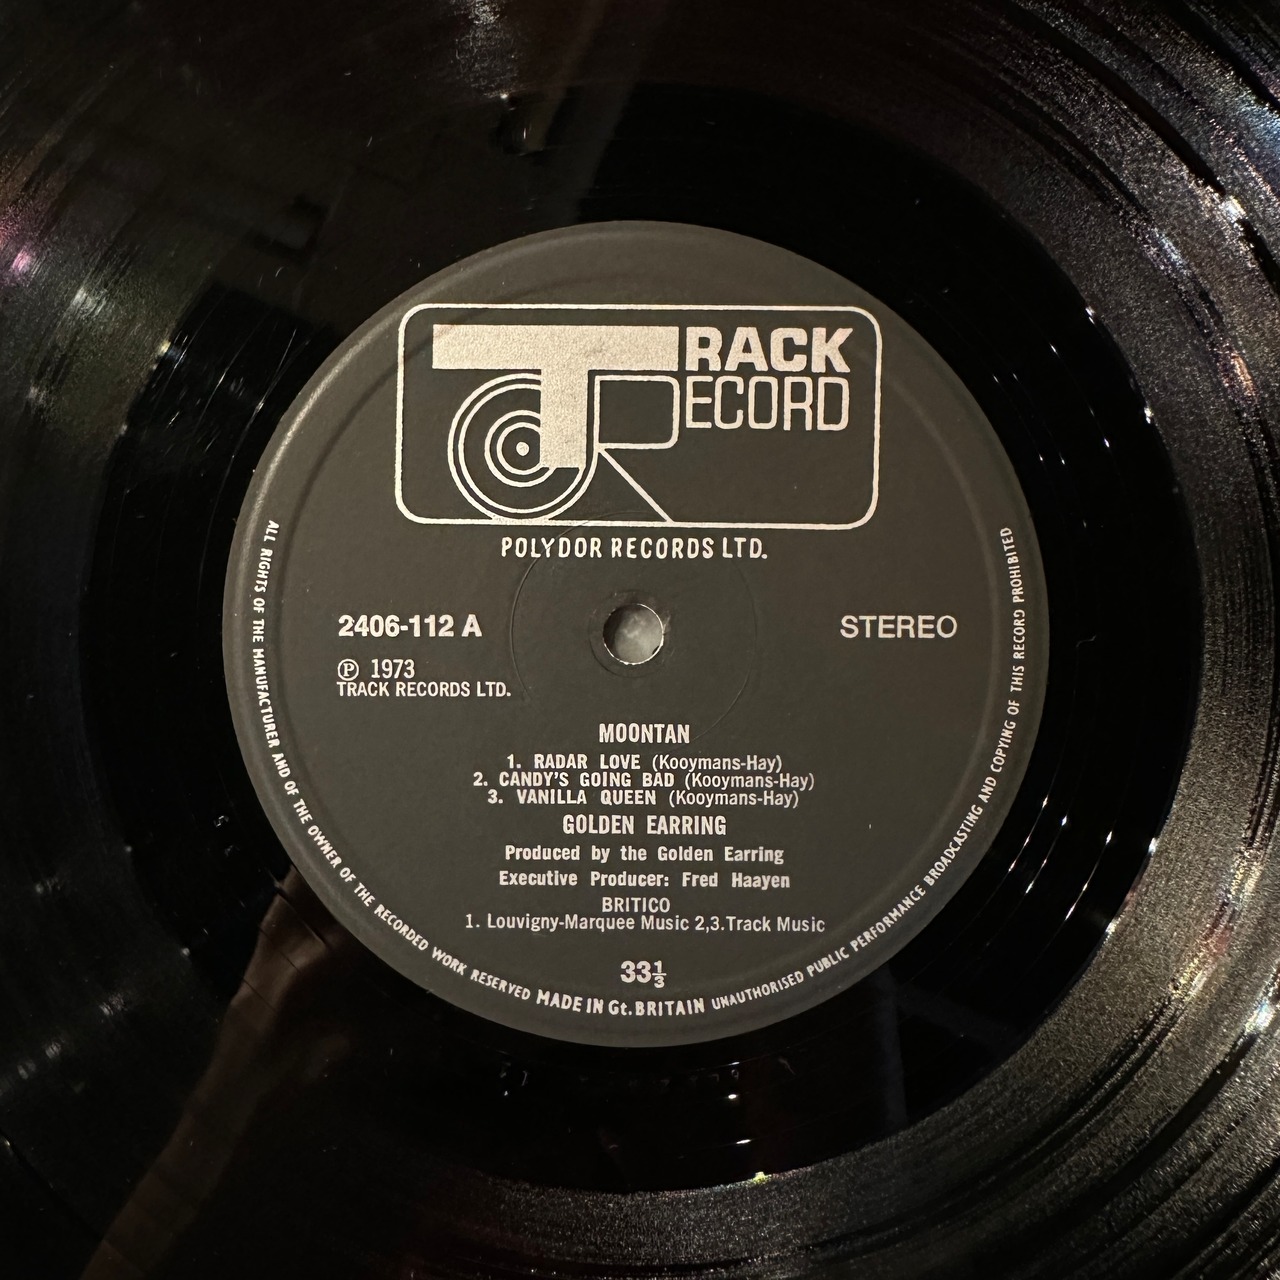 TRACK
RECORD
POLYDOR RECORDS LTD.
2406-112 A
STEREO
Ⓟ 1973
TRACK RECORDS LTD.
MOONTAN
1. RADAR LOVE (Kooymans-Hay)
2. CANDY'S GOING BAD (Kooymans-Hay)
3. VANILLA QUEEN (Kooymans-Hay)
GOLDEN EARRING
Produced by the Golden Earring
Executive Producer: Fred Haayen
BRITICO
1. Louvigny-Marquee Music 2,3.Track Music
33⅓
ALL RIGHTS OF THE MANUFACTURER AND OF THE OWNER OF THE RECORDED WORK RESERVED MADE IN Gt. BRITAIN UNAUTHORISED PUBLIC PERFORMANCE BROADCASTING AND COPYING OF THIS RECORD PROHIBITED